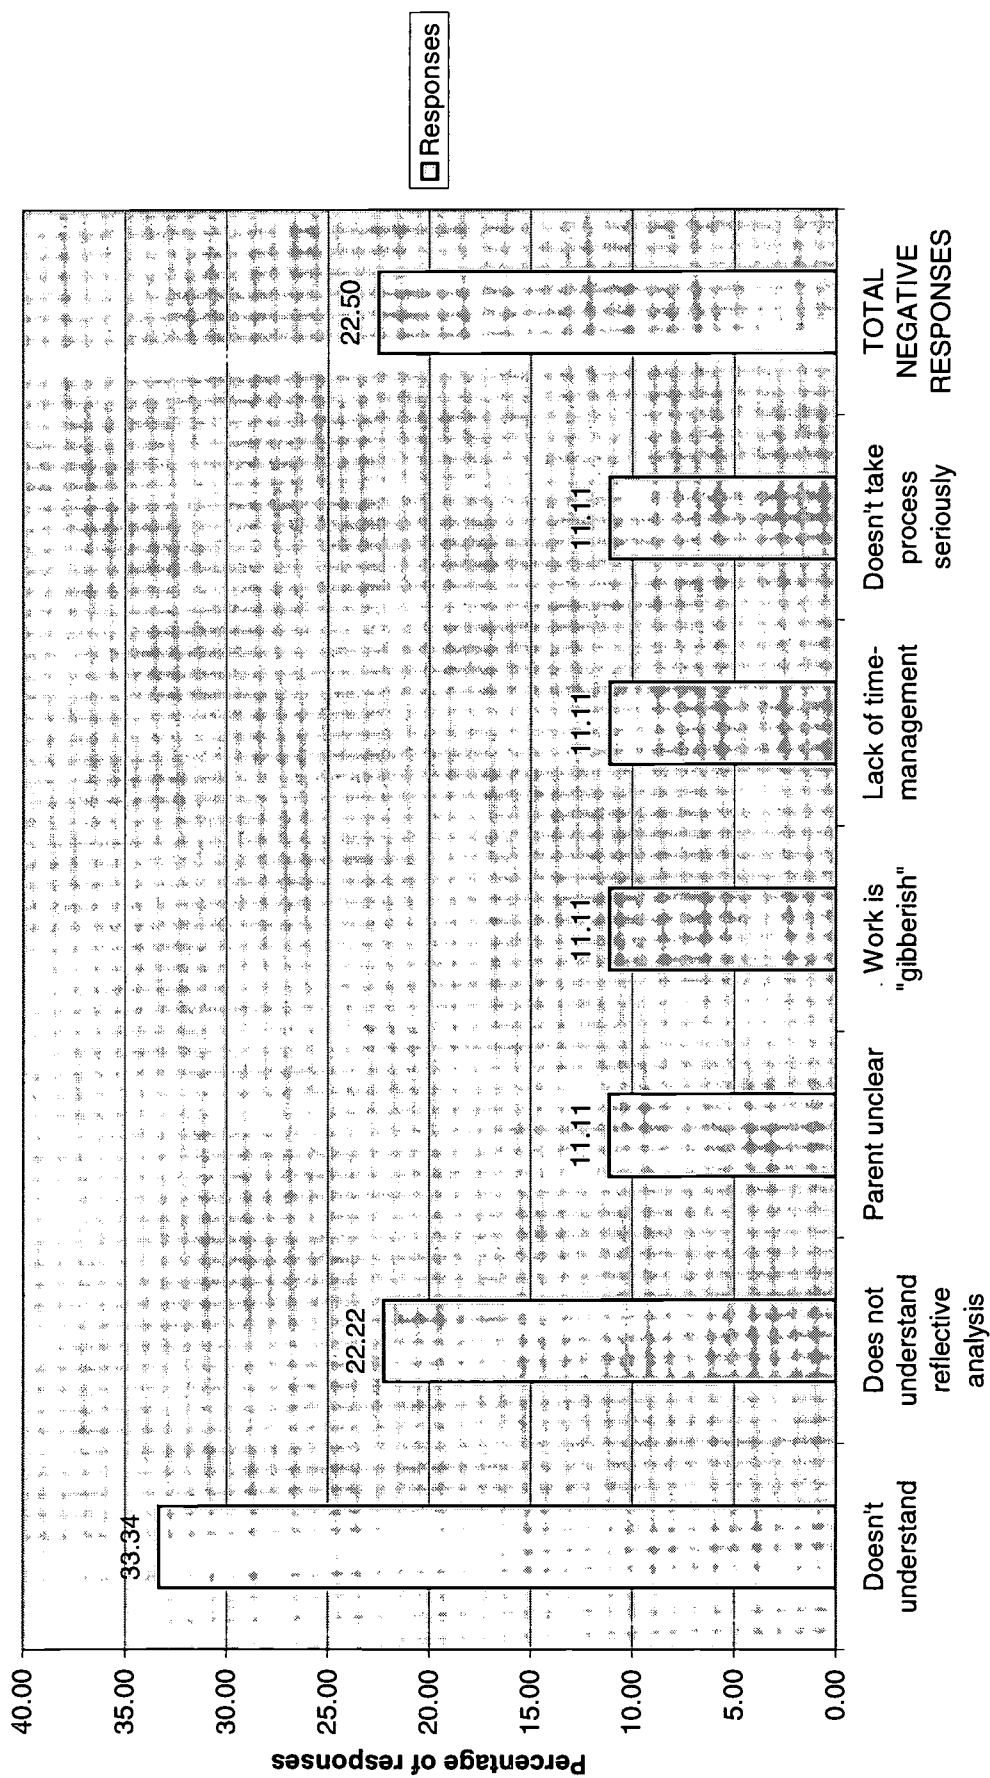 Percentage of responses
40.00
35.00
30.00
25.00
20.00
15.00
10.00
5.00
0.00
33.34
22.22
11.11
11.11
11.11
11.11
22.50
Doesn't
understand
Does not
understand
reflective
analysis
Parent unclear
Work is
"gibberish"
Lack of time-
management
Doesn't take
process
seriously
TOTAL
NEGATIVE
RESPONSES
Responses